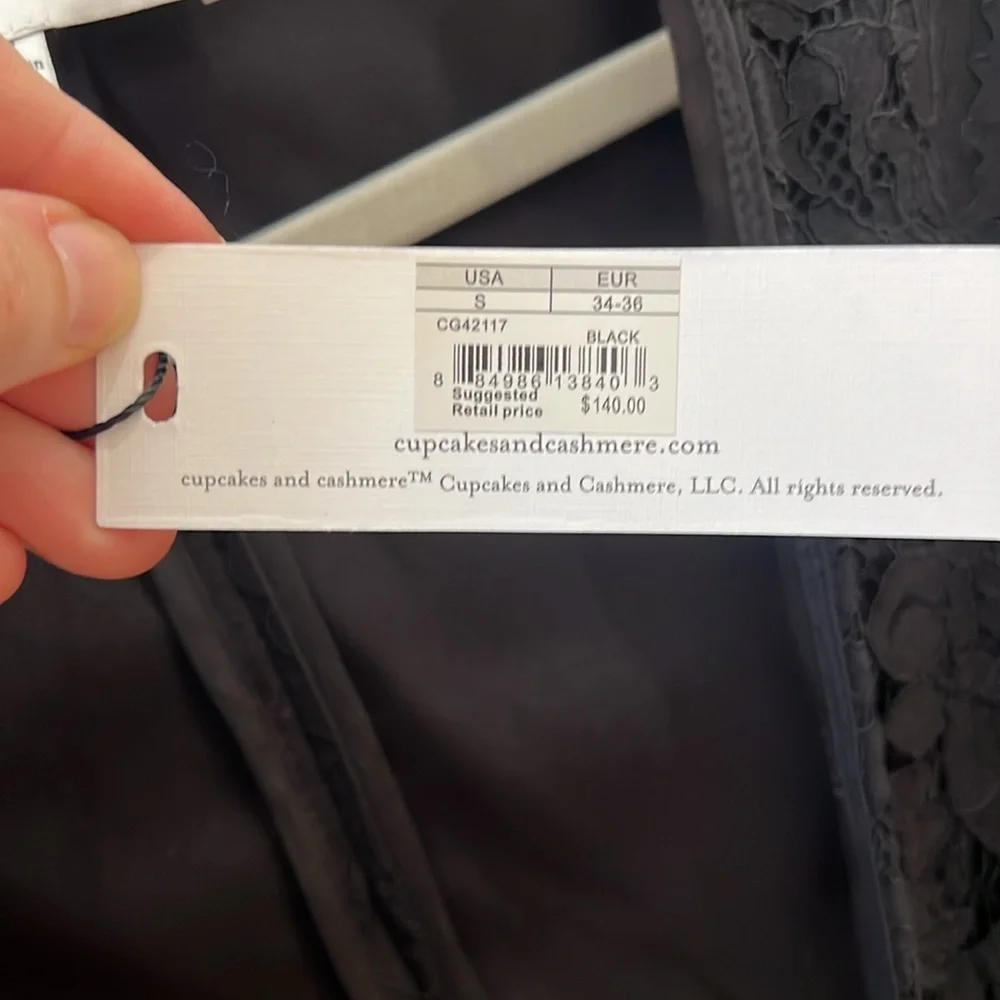 USA EUR
S 34-36
CG42117
BLACK
8 84986 13840 3
Suggested
Retail price $140.00
cupcakesandcashmere.com
cupcakes and cashmere™ Cupcakes and Cashmere, LLC. All rights reserved.